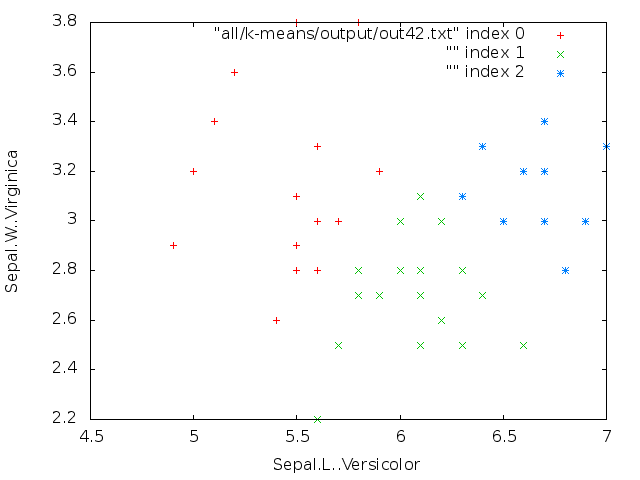 3.8
3.6
3.4
3.2
3
2.8
2.6
2.4
2.2
4.5 5 5.5 6 6.5 7
Sepal.W..Virginica
Sepal.L..Versicolor
"all/k-means/output/out42.txt" index 0
"" index 1
"" index 2